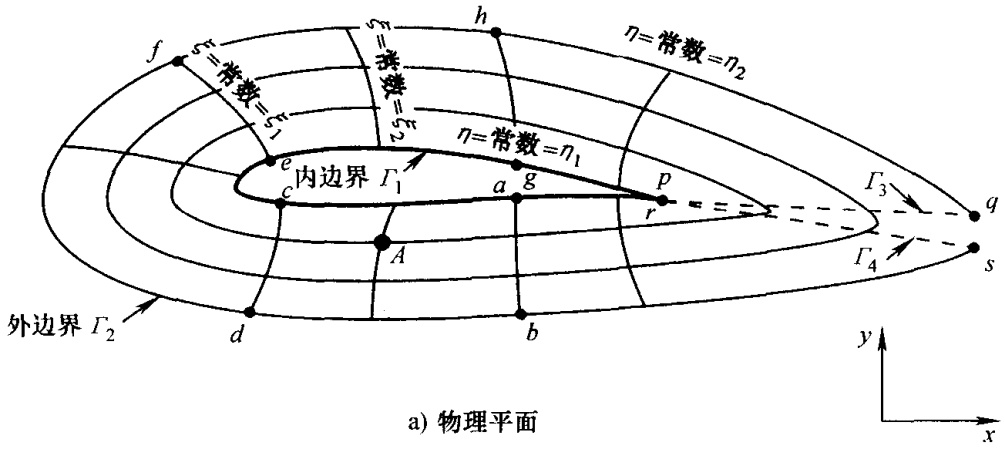 h
f
ξ=常数=ξ₁
ξ=常数=ξ₂
η=常数=η₂
η=常数=η₁
e
内边界 Γ₁
g
c
a
p
r
Γ₃
q
A
Γ₄
s
外边界 Γ₂
d
b
y
x
a) 物理平面